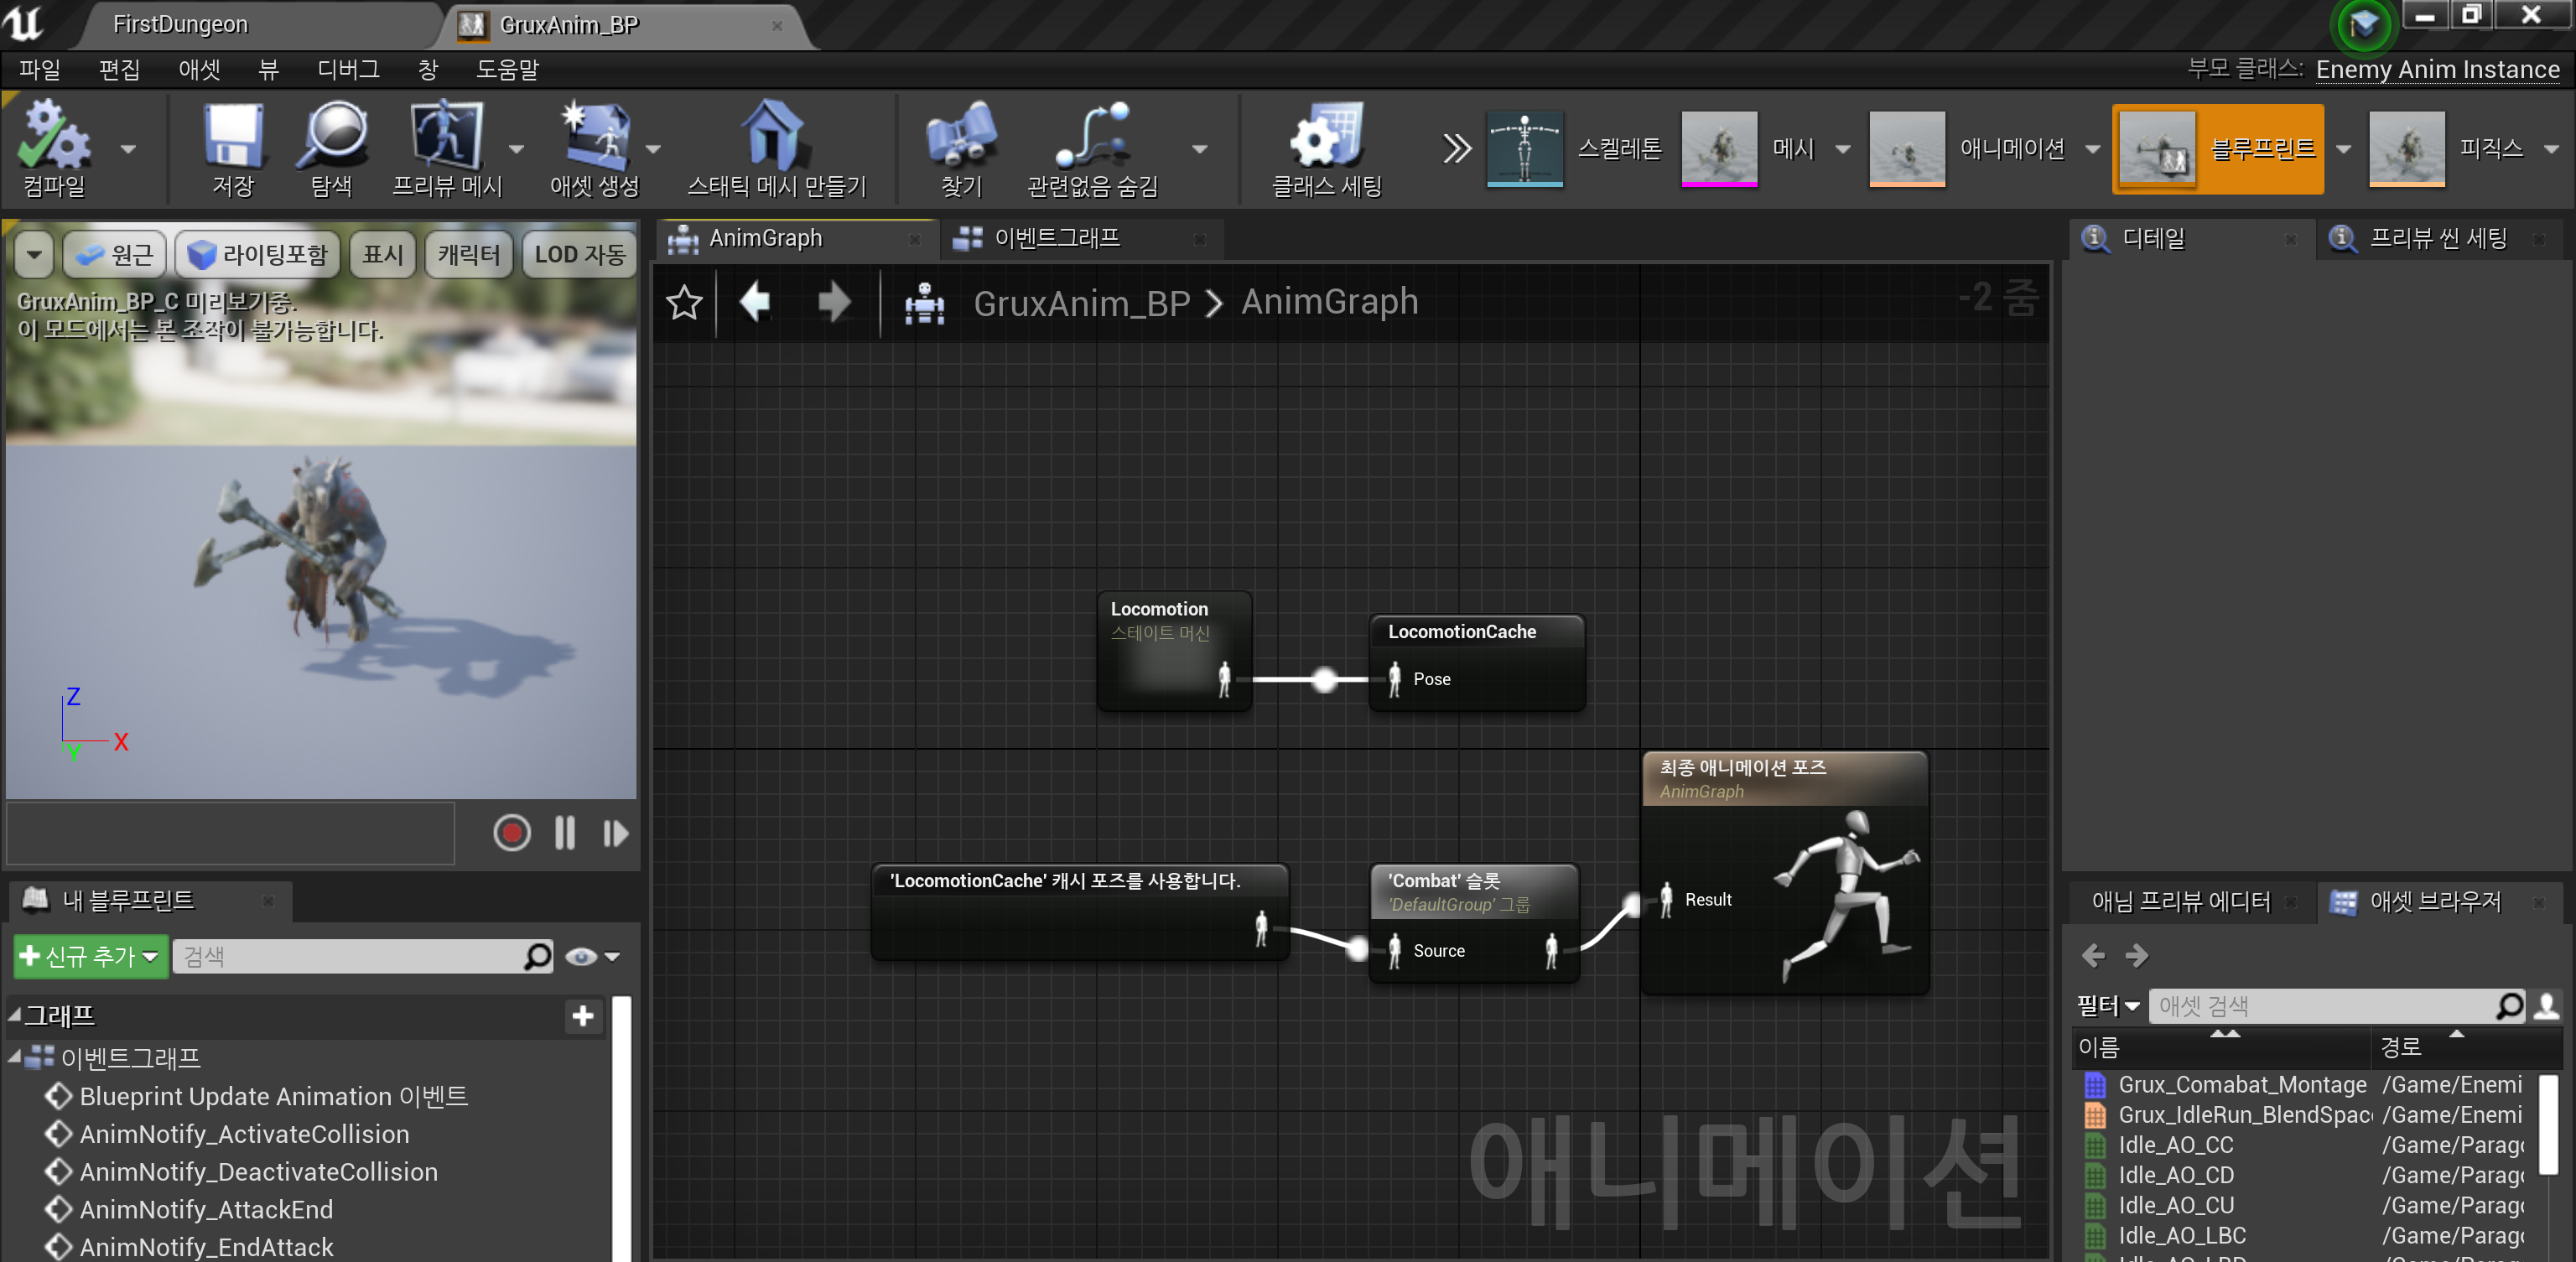 FirstDungeon
GruxAnim_BP
파일 편집 애셋 뷰 디버그 창 도움말
부모 클래스: Enemy Anim Instance
컴파일
저장
탐색
프리뷰 메시
애셋 생성
스태틱 메시 만들기
찾기
관련없음 숨김
클래스 세팅
스켈레톤
메시
애니메이션
블루프린트
피직스
원근
라이팅포함
표시
캐릭터
LOD 자동
GruxAnim_BP_C 미리보기중.
이 모드에서는 본 조작이 불가능합니다.
Z
X
Y
AnimGraph
이벤트그래프
GruxAnim_BP > AnimGraph
-2 줌
Locomotion
스테이트 머신
LocomotionCache
Pose
최종 애니메이션 포즈
AnimGraph
Result
'LocomotionCache' 캐시 포즈를 사용합니다.
'Combat' 슬롯
'DefaultGroup' 그룹
Source
애니메이션
내 블루프린트
신규 추가
검색
그래프
이벤트그래프
Blueprint Update Animation 이벤트
AnimNotify_ActivateCollision
AnimNotify_DeactivateCollision
AnimNotify_AttackEnd
AnimNotify_EndAttack
디테일
프리뷰 씬 세팅
애님 프리뷰 에디터
애셋 브라우저
필터
애셋 검색
이름 경로
Grux_Comabat_Montage /Game/Enemi
Grux_IdleRun_BlendSpac /Game/Enemi
Idle_AO_CC /Game/Parag
Idle_AO_CD /Game/Parag
Idle_AO_CU /Game/Parag
Idle_AO_LBC /Game/Parag